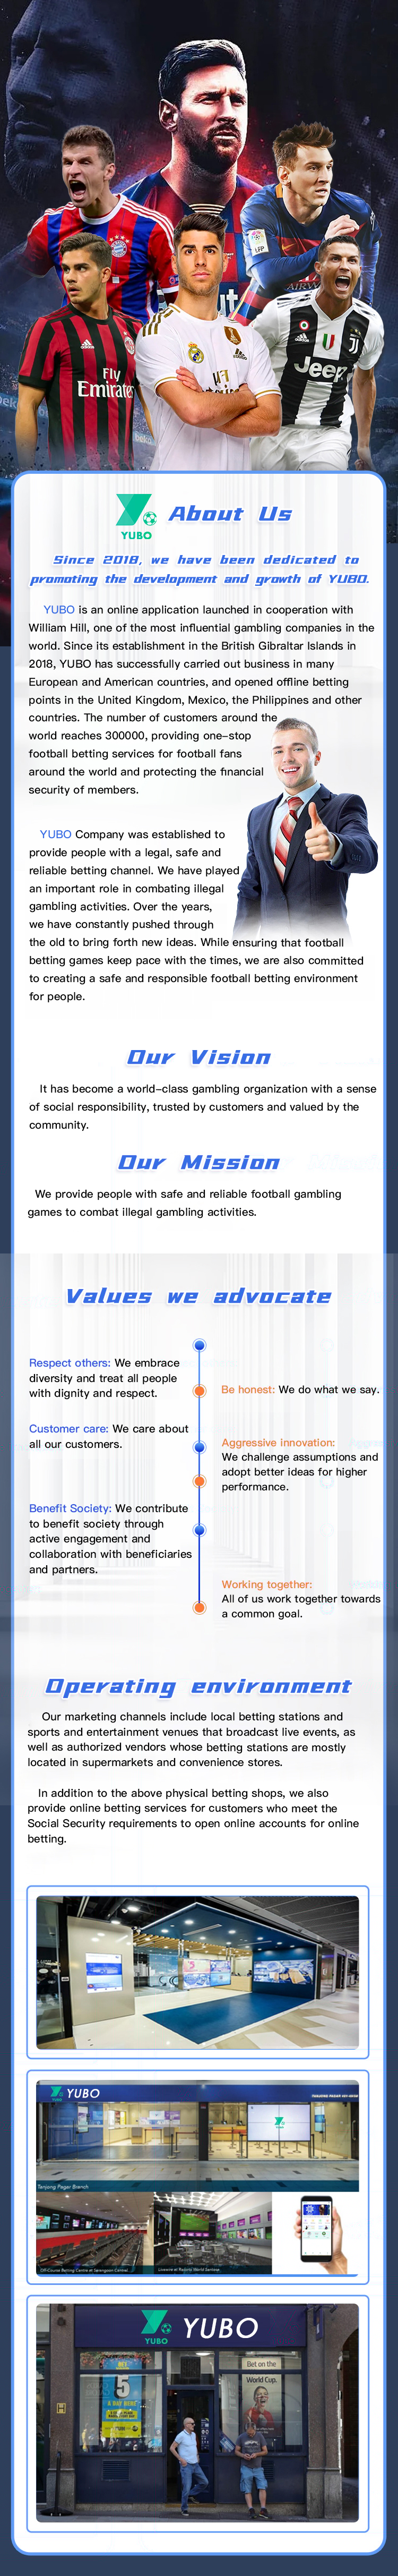 Fly
Emirates
Jeep
YUBO
About Us
Since 2018, we have been dedicated to
promoting the development and growth of YUBO.
YUBO is an online application launched in cooperation with
William Hill, one of the most influential gambling companies in the
world. Since its establishment in the British Gibraltar Islands in
2018, YUBO has successfully carried out business in many
European and American countries, and opened offline betting
points in the United Kingdom, Mexico, the Philippines and other
countries. The number of customers around the
world reaches 300000, providing one-stop
football betting services for football fans
around the world and protecting the financial
security of members.
YUBO Company was established to
provide people with a legal, safe and
reliable betting channel. We have played
an important role in combating illegal
gambling activities. Over the years,
we have constantly pushed through
the old to bring forth new ideas. While ensuring that football
betting games keep pace with the times, we are also committed
to creating a safe and responsible football betting environment
for people.
Our Vision
It has become a world-class gambling organization with a sense
of social responsibility, trusted by customers and valued by the
community.
Our Mission
We provide people with safe and reliable football gambling
games to combat illegal gambling activities.
Values we advocate
Respect others: We embrace
diversity and treat all people
with dignity and respect.
Be honest: We do what we say.
Customer care: We care about
all our customers.
Aggressive innovation:
We challenge assumptions and
adopt better ideas for higher
performance.
Benefit Society: We contribute
to benefit society through
active engagement and
collaboration with beneficiaries
and partners.
Working together:
All of us work together towards
a common goal.
Operating environment
Our marketing channels include local betting stations and
sports and entertainment venues that broadcast live events, as
well as authorized vendors whose betting stations are mostly
located in supermarkets and convenience stores.
In addition to the above physical betting shops, we also
provide online betting services for customers who meet the
Social Security requirements to open online accounts for online
betting.
YUBO
Tanjong Pagar Branch
Off-Course Betting Centre at Serangoon Central
Livewire at Resorts World Sentosa
YUBO
YUBO
BET
5
Bet on the
World Cup.